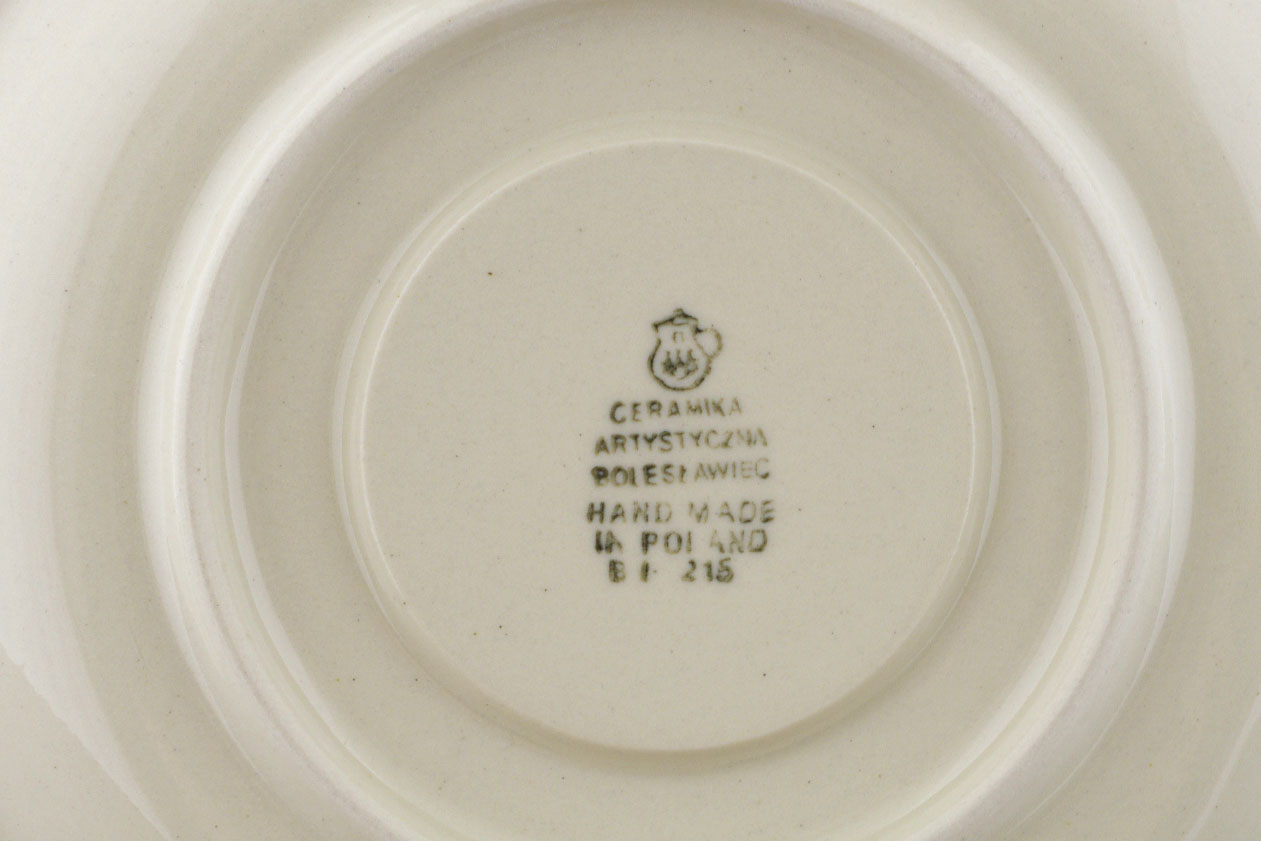 CERAMIKA
ARTYSTYCZNA
BOLESŁAWIEC
HAND MADE
IN POLAND
215